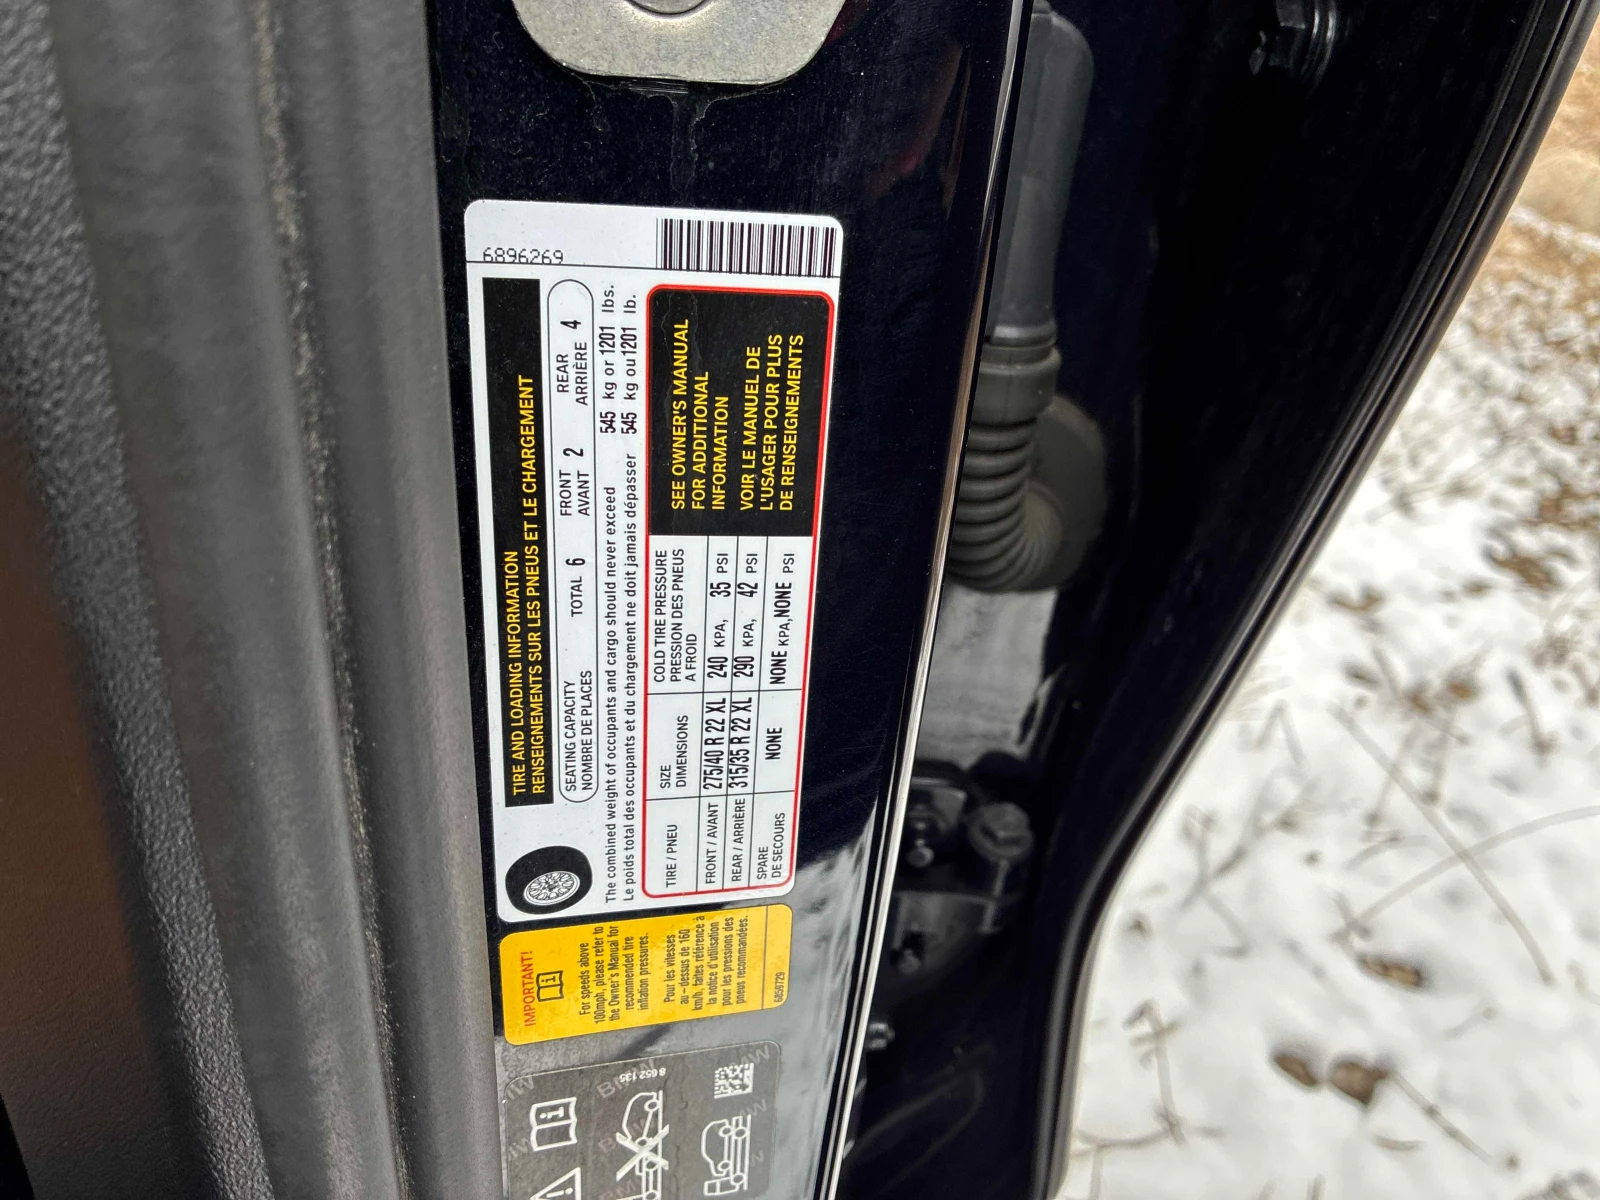 6896269
TIRE AND LOADING INFORMATION
RENSEIGNEMENTS SUR LES PNEUS ET LE CHARGEMENT
SEATING CAPACITY
NOMBRE DE PLACES
TOTAL 6
FRONT
AVANT 2
REAR
ARRIÈRE 4
The combined weight of occupants and cargo should never exceed 545 kg or 1201 lbs.
Le poids total des occupants et du chargement ne doit jamais dépasser 545 kg ou 1201 lb.
TIRE / PNEU
SIZE
DIMENSIONS
COLD TIRE PRESSURE
PRESSION DES PNEUS
A FROID
FRONT / AVANT 275/40 R 22 XL 240 KPA, 35 PSI
REAR / ARRIÈRE 315/35 R 22 XL 290 KPA, 42 PSI
SPARE
DE SECOURS
NONE NONE KPA, NONE PSI
SEE OWNER'S MANUAL
FOR ADDITIONAL
INFORMATION
VOIR LE MANUEL DE
L'USAGER POUR PLUS
DE RENSEIGNEMENTS
IMPORTANT!
For speeds above
100mph, please refer to
the Owner's Manual for
recommended tire
inflation pressures.
Pour les vitesses
au-dessus de 160
km/h, faites référence à
la notice d'utilisation
pour les pressions des
pneus recommandées.
6859729
8 652 135
BMW